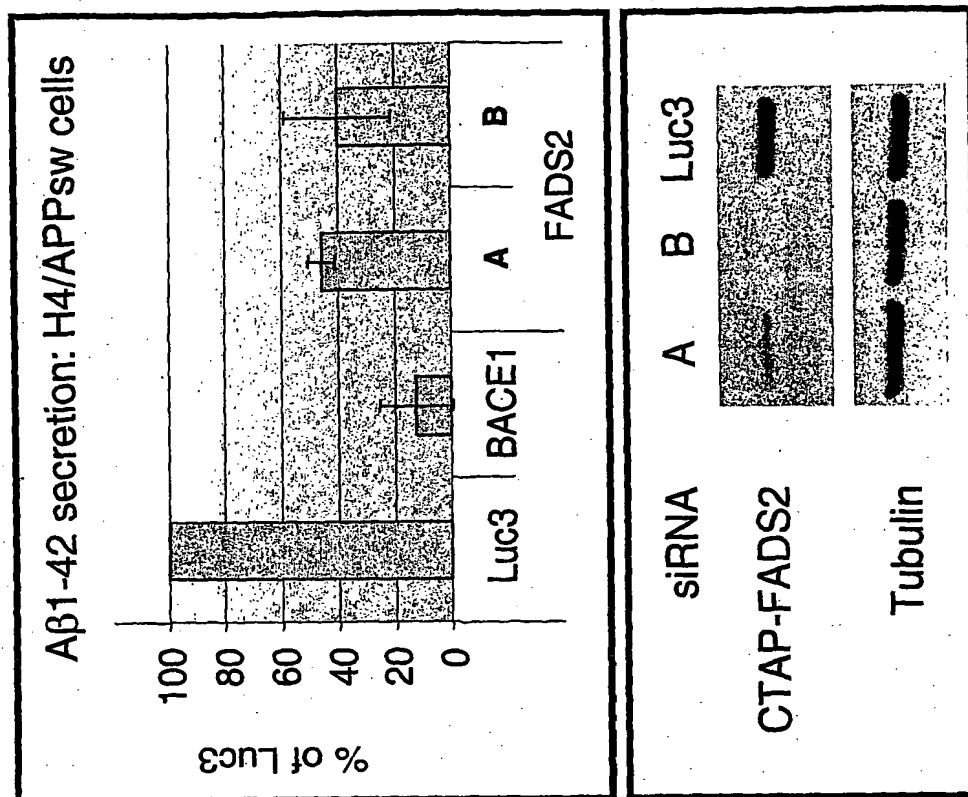 Aβ1-42 secretion: H4/APPsw cells
% of Luc3
100
80
60
40
20
0
Luc3 BACE1 A B
FADS2
siRNA A B Luc3
CTAP-FADS2
Tubulin